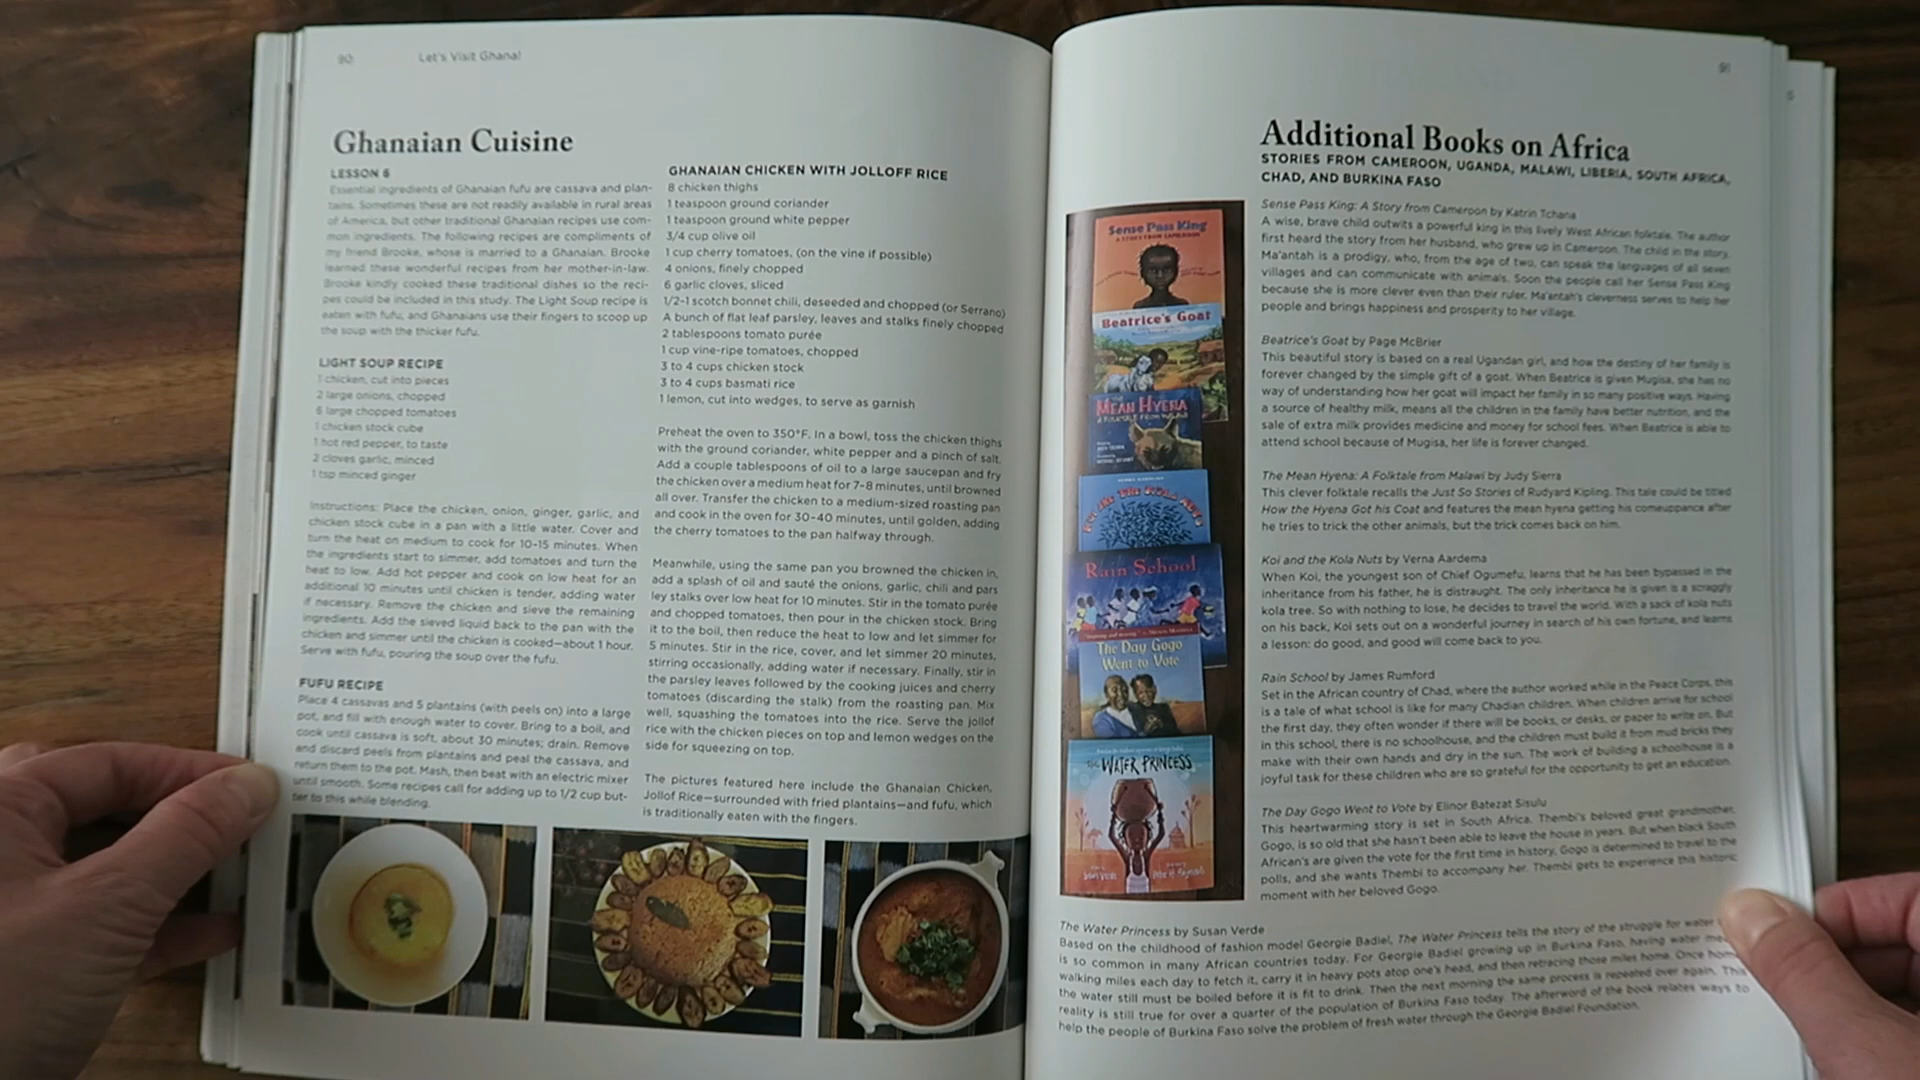 90
Let's Visit Ghana!
Ghanaian Cuisine
LESSON 6
Essential ingredients of Ghanaian fufu are cassava and plan-
tains. Sometimes these are not readily available in rural areas
of America, but other traditional Ghanaian recipes use com-
mon ingredients. The following recipes are compliments of
my friend Brooke, whose is married to a Ghanaian. Brooke
learned these wonderful recipes from her mother-in-law.
Brooke kindly cooked these traditional dishes so the reci-
pes could be included in this study. The Light Soup recipe is
eaten with fufu, and Ghanaians use their fingers to scoop up
the soup with the thicker fufu.
LIGHT SOUP RECIPE
1 chicken, cut into pieces
2 large onions, chopped
6 large chopped tomatoes
1 chicken stock cube
1 hot red pepper, to taste
2 cloves garlic, minced
1 tsp minced ginger
Instructions: Place the chicken, onion, ginger, garlic, and
chicken stock cube in a pan with a little water. Cover and
turn the heat on medium to cook for 10-15 minutes. When
the ingredients start to simmer, add tomatoes and turn the
heat to low. Add hot pepper and cook on low heat for an
additional 10 minutes until chicken is tender, adding water
if necessary. Remove the chicken and sieve the remaining
ingredients. Add the sieved liquid back to the pan with the
chicken and simmer until the chicken is cooked—about 1 hour.
Serve with fufu, pouring the soup over the fufu.
FUFU RECIPE
Place 4 cassavas and 5 plantains (with peels on) into a large
pot, and fill with enough water to cover. Bring to a boil, and
cook until cassava is soft, about 30 minutes; drain. Remove
and discard peels from plantains and peal the cassava, and
return them to the pot. Mash, then beat with an electric mixer
until smooth. Some recipes call for adding up to 1/2 cup but-
ter to this while blending.
GHANAIAN CHICKEN WITH JOLLOFF RICE
8 chicken thighs
1 teaspoon ground coriander
1 teaspoon ground white pepper
3/4 cup olive oil
1 cup cherry tomatoes, (on the vine if possible)
4 onions, finely chopped
6 garlic cloves, sliced
1/2-1 scotch bonnet chili, deseeded and chopped (or Serrano)
A bunch of flat leaf parsley, leaves and stalks finely chopped
2 tablespoons tomato purée
1 cup vine-ripe tomatoes, chopped
3 to 4 cups chicken stock
3 to 4 cups basmati rice
1 lemon, cut into wedges, to serve as garnish
Preheat the oven to 350°F. In a bowl, toss the chicken thighs
with the ground coriander, white pepper and a pinch of salt.
Add a couple tablespoons of oil to a large saucepan and fry
the chicken over a medium heat for 7-8 minutes, until browned
all over. Transfer the chicken to a medium-sized roasting pan
and cook in the oven for 30-40 minutes, until golden, adding
the cherry tomatoes to the pan halfway through.
Meanwhile, using the same pan you browned the chicken in,
add a splash of oil and sauté the onions, garlic, chili and pars
ley stalks over low heat for 10 minutes. Stir in the tomato purée
and chopped tomatoes, then pour in the chicken stock. Bring
it to the boil, then reduce the heat to low and let simmer for
5 minutes. Stir in the rice, cover, and let simmer 20 minutes,
stirring occasionally, adding water if necessary. Finally, stir in
the parsley leaves followed by the cooking juices and cherry
tomatoes (discarding the stalk) from the roasting pan. Mix
well, squashing the tomatoes into the rice. Serve the jollof
rice with the chicken pieces on top and lemon wedges on the
side for squeezing on top.
The pictures featured here include the Ghanaian Chicken,
Jollof Rice—surrounded with fried plantains—and fufu, which
is traditionally eaten with the fingers.
91
Additional Books on Africa
STORIES FROM CAMEROON, UGANDA, MALAWI, LIBERIA, SOUTH AFRICA,
CHAD, AND BURKINA FASO
Sense Pass King
A STORY FROM CAMEROON
Beatrice's Goat
THE
MEAN HYENA
A FOLKTALE FROM MALAWI
Rain School
The Day Gogo
Went to Vote
THE WATER PRINCESS
Susan Verde
Peter H. Reynolds
Sense Pass King: A Story from Cameroon by Katrin Tchana
A wise, brave child outwits a powerful king in this lively West African folktale. The author
first heard the story from her husband, who grew up in Cameroon. The child in the story,
Ma'antah is a prodigy, who, from the age of two, can speak the languages of all seven
villages and can communicate with animals. Soon the people call her Sense Pass King
because she is more clever even than their ruler. Ma'antah's cleverness serves to help her
people and brings happiness and prosperity to her village.
Beatrice's Goat by Page McBrier
This beautiful story is based on a real Ugandan girl, and how the destiny of her family is
forever changed by the simple gift of a goat. When Beatrice is given Mugisa, she has no
way of understanding how her goat will impact her family in so many positive ways. Having
a source of healthy milk, means all the children in the family have better nutrition, and the
sale of extra milk provides medicine and money for school fees. When Beatrice is able to
attend school because of Mugisa, her life is forever changed.
The Mean Hyena: A Folktale from Malawi by Judy Sierra
This clever folktale recalls the Just So Stories of Rudyard Kipling. This tale could be titled
How the Hyena Got his Coat and features the mean hyena getting his comeuppance after
he tries to trick the other animals, but the trick comes back on him.
Koi and the Kola Nuts by Verna Aardema
When Koi, the youngest son of Chief Ogumefu, learns that he has been bypassed in the
inheritance from his father, he is distraught. The only inheritance he is given is a scraggly
kola tree. So with nothing to lose, he decides to travel the world. With a sack of kola nuts
on his back, Koi sets out on a wonderful journey in search of his own fortune, and learns
a lesson: do good, and good will come back to you.
Rain School by James Rumford
Set in the African country of Chad, where the author worked while in the Peace Corps, this
is a tale of what school is like for many Chadian children. When children arrive for school
the first day, they often wonder if there will be books, or desks, or paper to write on. But
in this school, there is no schoolhouse, and the children must build it from mud bricks they
make with their own hands and dry in the sun. The work of building a schoolhouse is a
joyful task for these children who are so grateful for the opportunity to get an education.
The Day Gogo Went to Vote by Elinor Batezat Sisulu
This heartwarming story is set in South Africa. Thembi's beloved great grandmother,
Gogo, is so old that she hasn't been able to leave the house in years. But when black South
African's are given the vote for the first time in history, Gogo is determined to travel to the
polls, and she wants Thembi to accompany her. Thembi gets to experience this historic
moment with her beloved Gogo.
The Water Princess by Susan Verde
Based on the childhood of fashion model Georgie Badiel, The Water Princess tells the story of the struggle for water
is so common in many African countries today. For Georgie Badiel growing up in Burkina Faso, having water
walking miles each day to fetch it, carry it in heavy pots atop one's head, and then retracing those miles home. Once home
the water still must be boiled before it is fit to drink. Then the next morning the same process is repeated over again. This
reality is still true for over a quarter of the population of Burkina Faso today. The afterword of the book relates ways to
help the people of Burkina Faso solve the problem of fresh water through the Georgie Badiel Foundation.